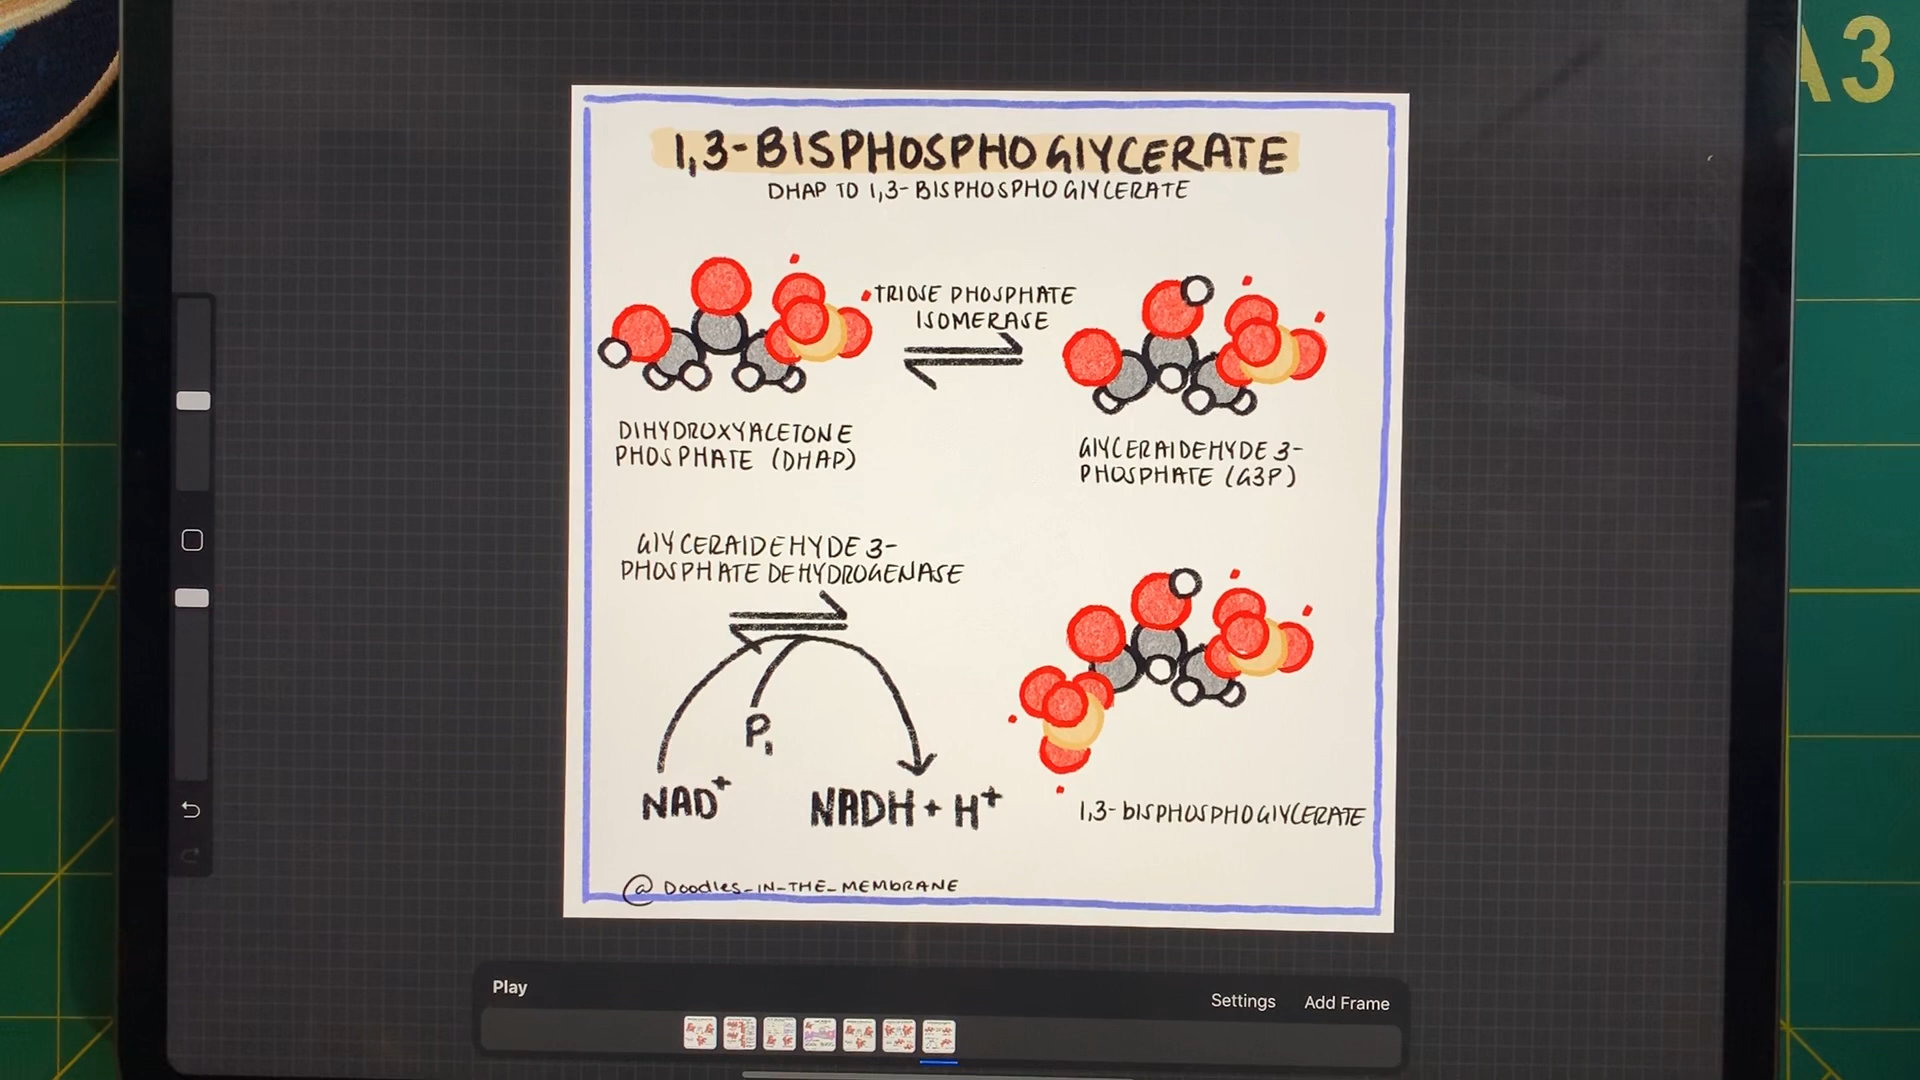 A3
1,3-BISPHOSPHOGLYCERATE
DHAP TO 1,3-BISPHOSPHOGLYCERATE
TRIOSE PHOSPHATE
ISOMERASE
DIHYDROXYACETONE
PHOSPHATE (DHAP)
GLYCERALDEHYDE 3-
PHOSPHATE (G3P)
GLYCERALDEHYDE 3-
PHOSPHATE DEHYDROGENASE
Pi
NAD+
NADH + H+
1,3-BISPHOSPHOGLYCERATE
@DOODLES_IN_THE_MEMBRANE
Play
Settings
Add Frame